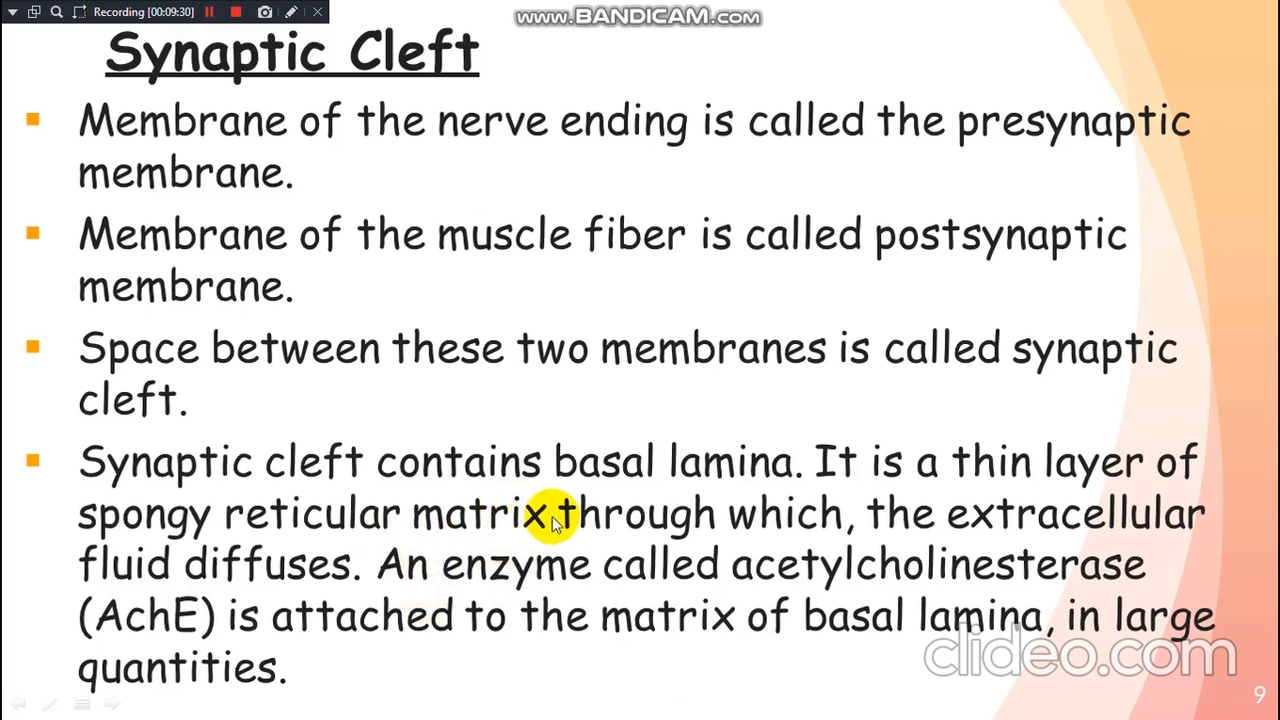 Recording [00:09:30]
www.BANDICAM.com
Synaptic Cleft
Membrane of the nerve ending is called the presynaptic
membrane.
Membrane of the muscle fiber is called postsynaptic
membrane.
Space between these two membranes is called synaptic
cleft.
Synaptic cleft contains basal lamina. It is a thin layer of
spongy reticular matrix through which, the extracellular
fluid diffuses. An enzyme called acetylcholinesterase
(AchE) is attached to the matrix of basal lamina, in large
quantities.
clideo.com
9